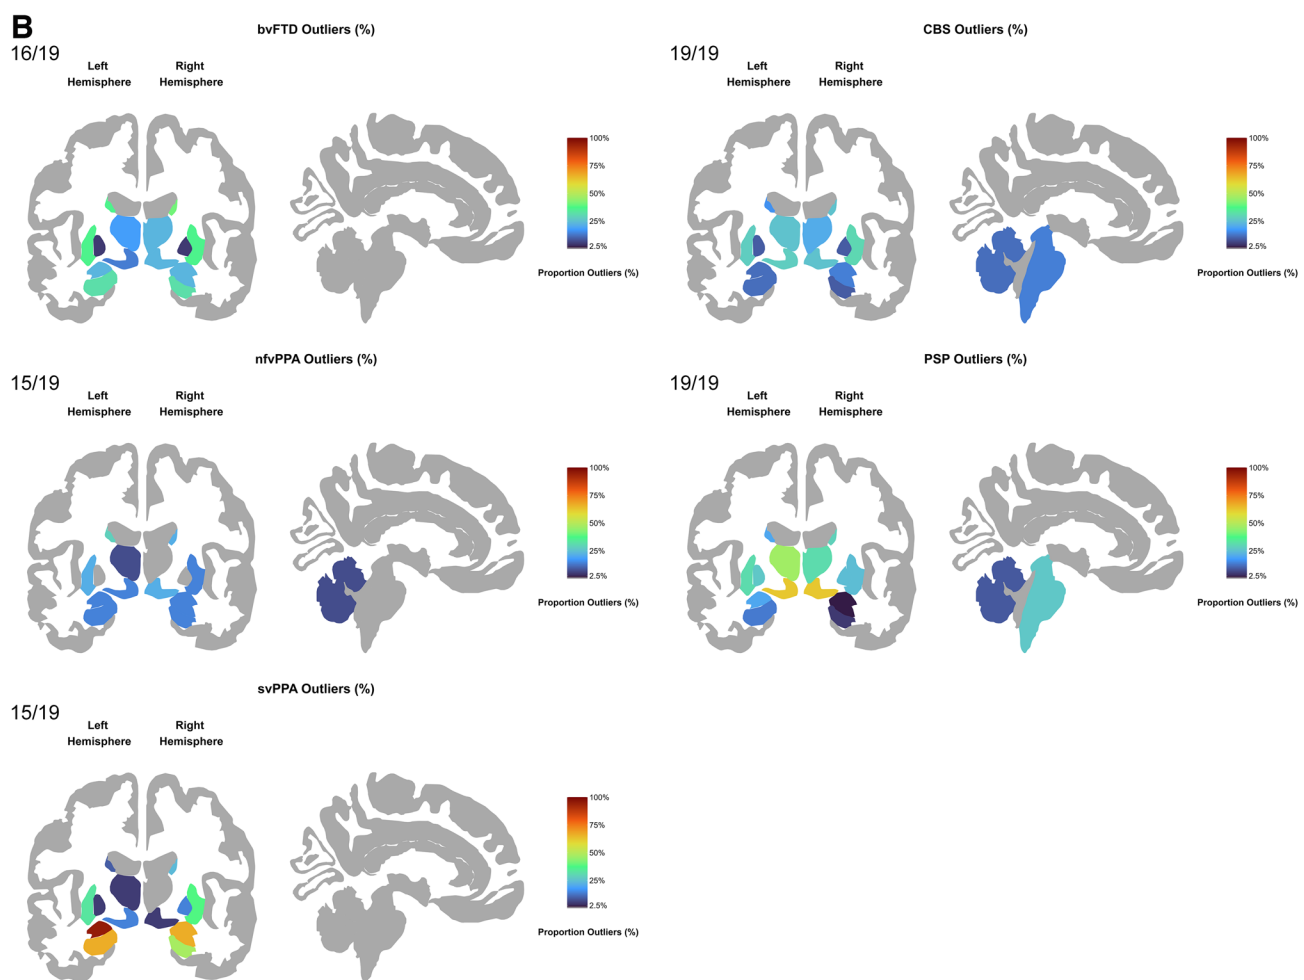 B
bvFTD Outliers (%)
16/19
Left Hemisphere
Right Hemisphere
100%
75%
50%
25%
2.5%
Proportion Outliers (%)
CBS Outliers (%)
19/19
Left Hemisphere
Right Hemisphere
100%
75%
50%
25%
2.5%
Proportion Outliers (%)
nfvPPA Outliers (%)
15/19
Left Hemisphere
Right Hemisphere
100%
75%
50%
25%
2.5%
Proportion Outliers (%)
PSP Outliers (%)
19/19
Left Hemisphere
Right Hemisphere
100%
75%
50%
25%
2.5%
Proportion Outliers (%)
svPPA Outliers (%)
15/19
Left Hemisphere
Right Hemisphere
100%
75%
50%
25%
2.5%
Proportion Outliers (%)